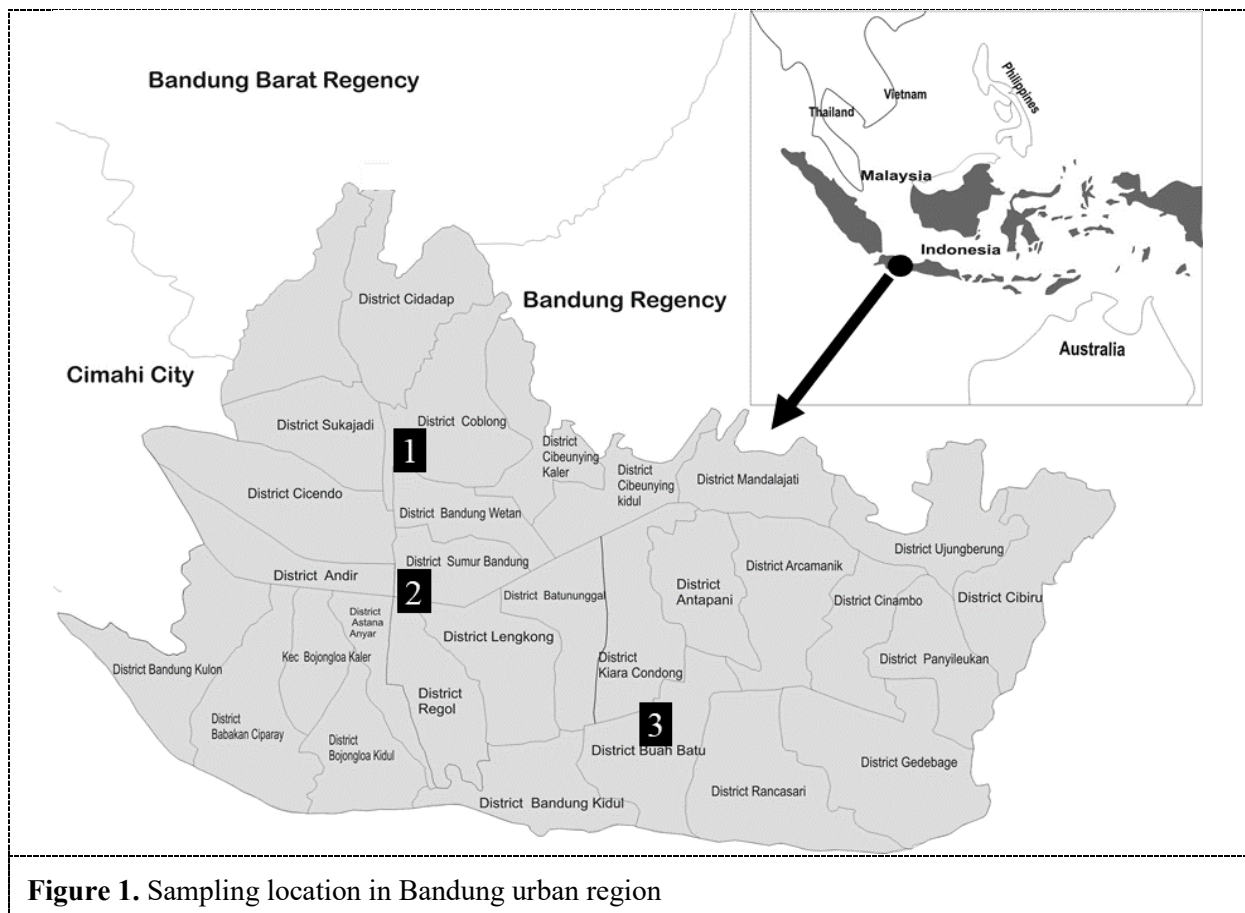 Bandung Barat Regency
Philippines
Vietnam
Thailand
Malaysia
Indonesia
Australia
District Cidadap
Bandung Regency
Cimahi City
District Sukajadi
District Coblong
1
District
Cibeunying
Kaler
District
Cibeunying
kidul
District Mandalajati
District Cicendo
District Bandung Wetan
District Ujungberung
District Sumur Bandung
District Arcamanik
District Andir
2
District Batununggal
District
Antapani
District Cinambo
District Cibiru
District
Astana
Anyar
District Lengkong
District Bandung Kulon
Kec Bojongloa Kaler
District
Kiara Condong
District Panyileukan
District
Regol
District
Babakan Ciparay
District
Bojongloa Kidul
3
District Buah Batu
District Gedebage
District Rancasari
District Bandung Kidul
Figure 1. Sampling location in Bandung urban region